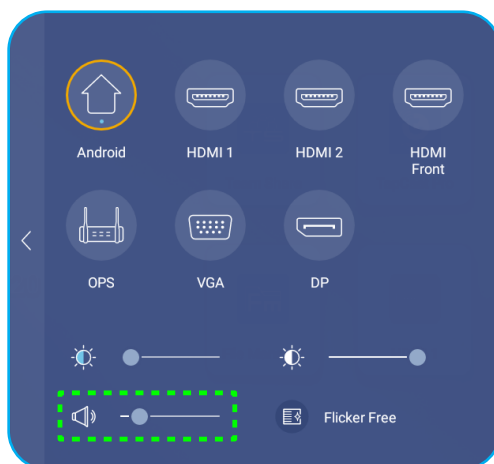 Android
HDMI 1
HDMI 2
HDMI
Front
OPS
VGA
DP
Flicker Free